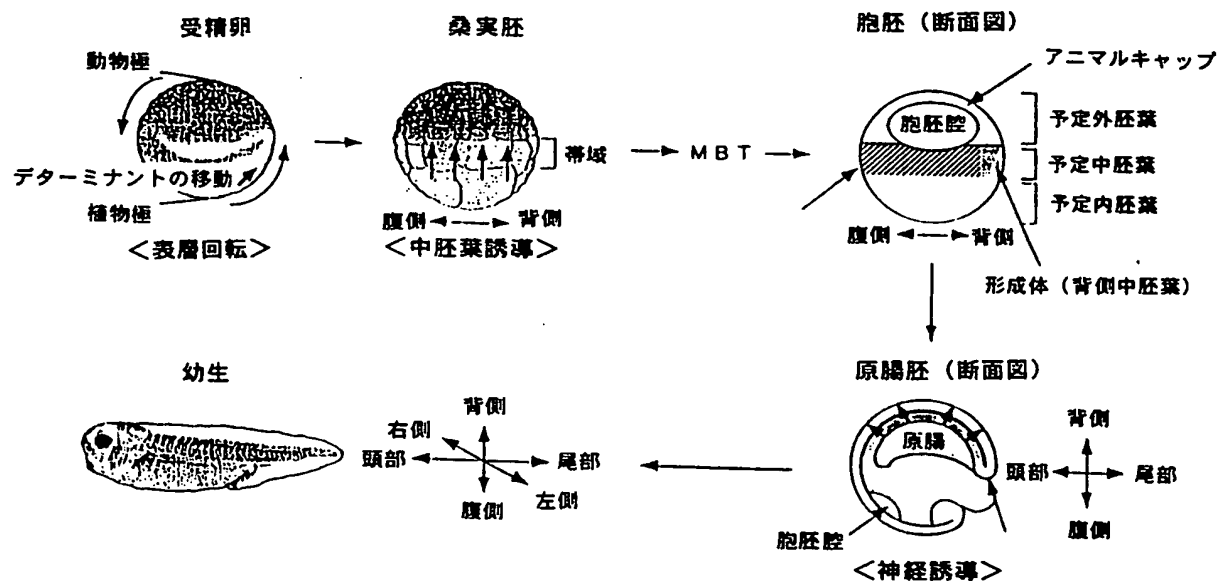 受精卵
動物極
デターミナントの移動
植物極
<表層回転>
桑実胚
帯域
腹側 背側
<中胚葉誘導>
MBT
胞胚（断面図）
アニマルキャップ
胞胚腔
予定外胚葉
予定中胚葉
予定内胚葉
腹側 背側
形成体（背側中胚葉）
幼生
背側
右側
頭部 尾部
左側
腹側
原腸胚（断面図）
原腸
背側
頭部 尾部
腹側
胞胚腔
<神経誘導>